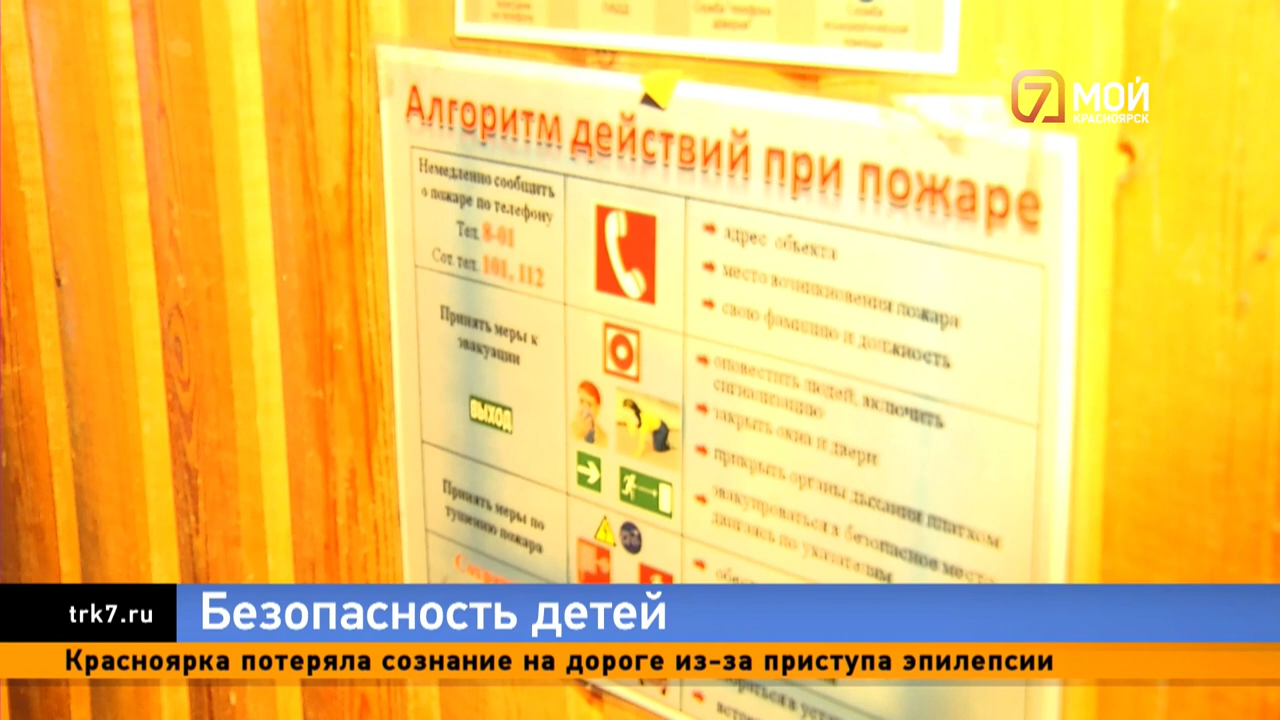 7 МОЙ
КРАСНОЯРСК
Алгоритм действий при пожаре
Немедленно сообщить
о пожаре по телефону
Тел. 8-01
Сот. тел. 101, 112
адрес объекта
место возникновения пожара
свою фамилию и должность
Принять меры к
эвакуации
ВЫХОД
оповестить людей, включить
сигнализацию
закрыть окна и двери
прикрыть органы дыхания платком
эвакуироваться в безопасное место,
двигаясь по указателям
Принять меры по
тушению пожара
trk7.ru
Безопасность детей
Красноярка потеряла сознание на дороге из-за приступа эпилепсии